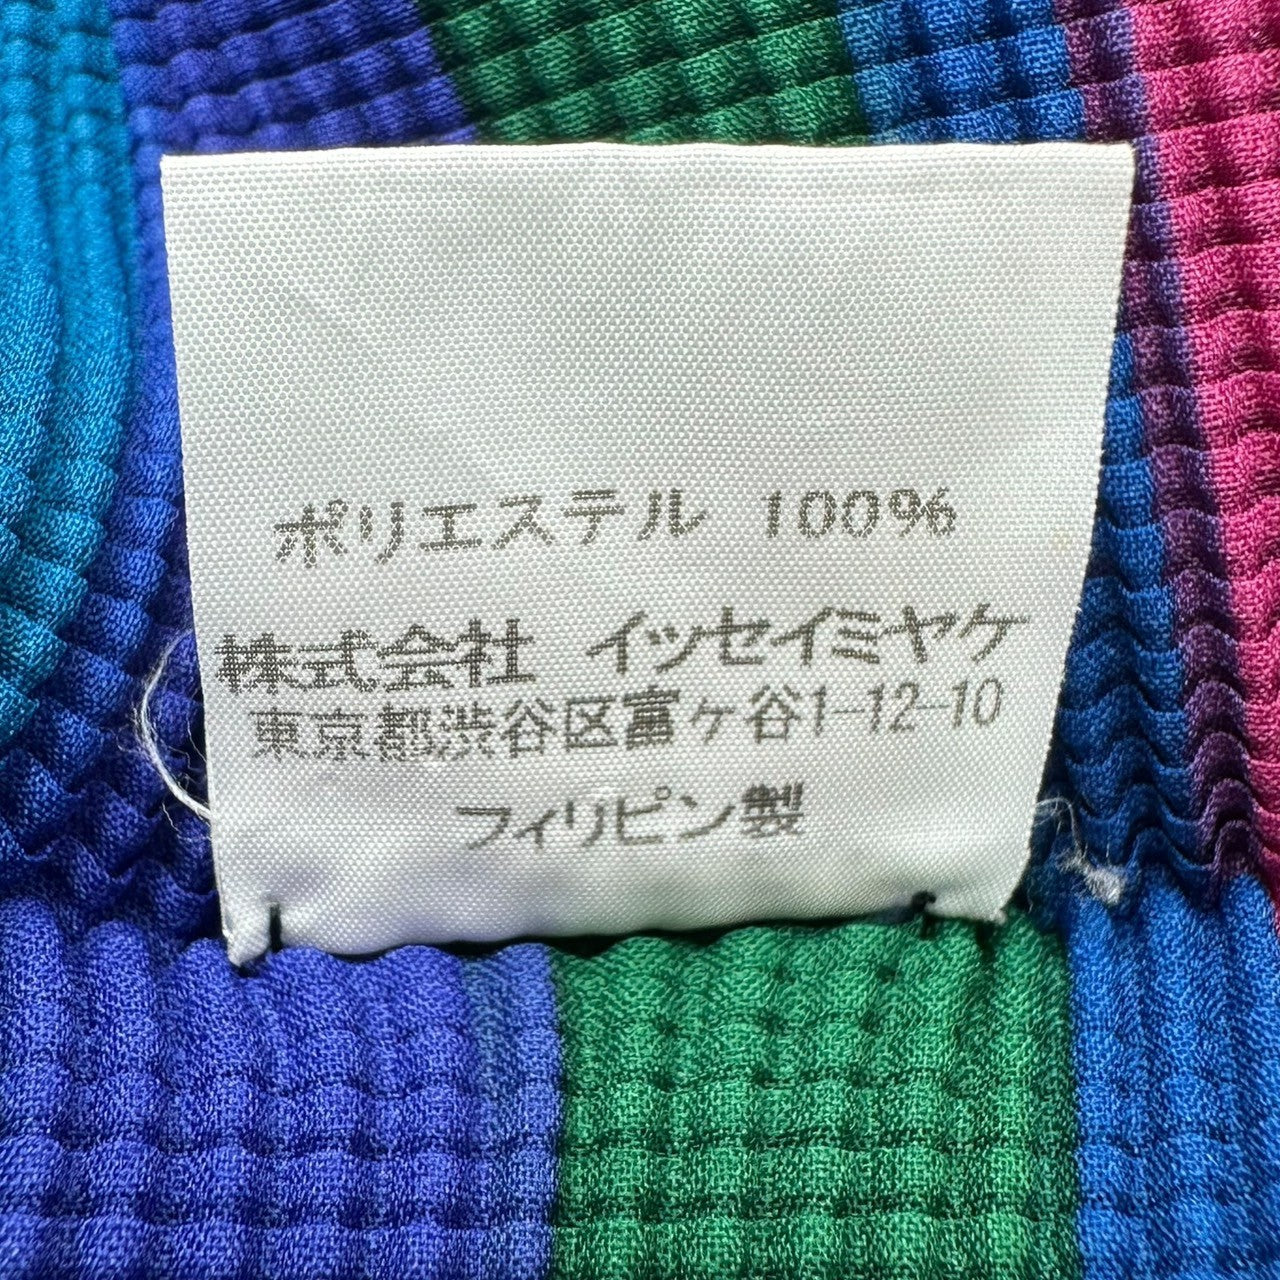 ポリエステル 100%
株式会社 イッセイミヤケ
東京都渋谷区富ヶ谷1-12-10
フィリピン製